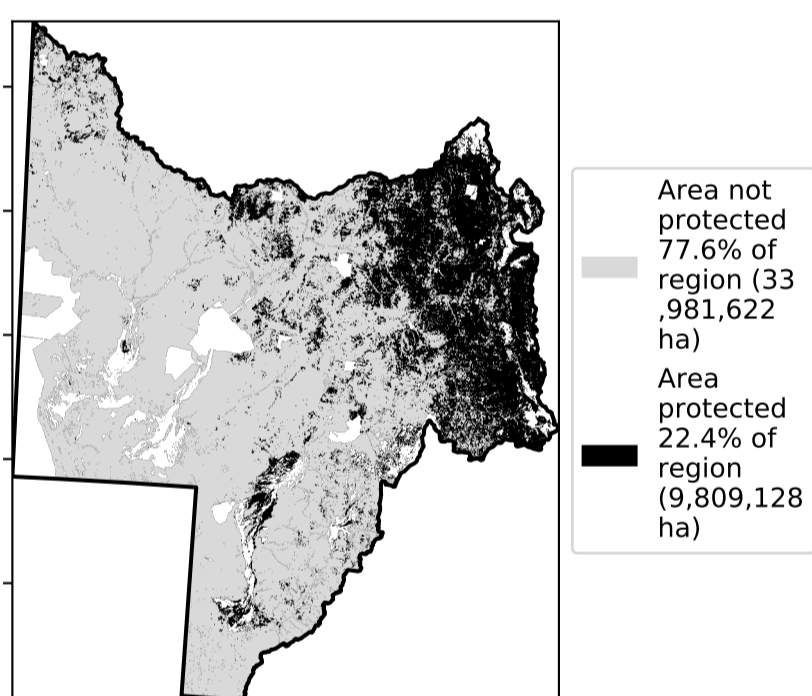 Area not
protected
77.6% of
region (33
,981,622
ha)
Area
protected
22.4% of
region
(9,809,128
ha)